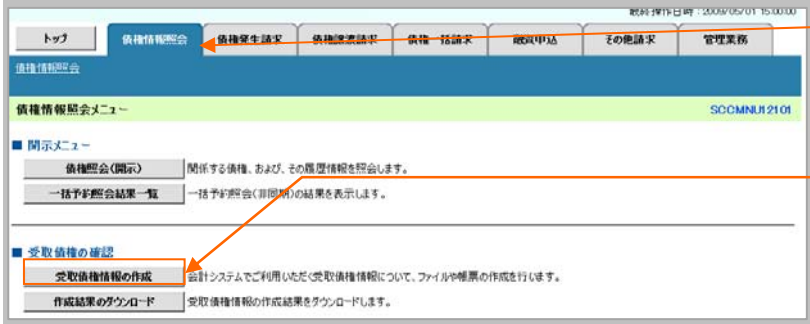 最終操作日時：2009/05/01 15:00:00
トップ 債権情報照会 債権発生請求 債権譲渡請求 債権一括請求 融資申込 その他請求 管理業務
債権情報照会
債権情報照会メニュー SCCMNU12101
■ 開示メニュー
債権照会(開示) 関係する債権、および、その履歴情報を照会します。
一括予約照会結果一覧 一括予約照会(非同期)の結果を表示します。
■ 受取債権の確認
受取債権情報の作成 会計システムでご利用いただく受取債権情報について、ファイルや帳票の作成を行います。
作成結果のダウンロード 受取債権情報の作成結果をダウンロードします。